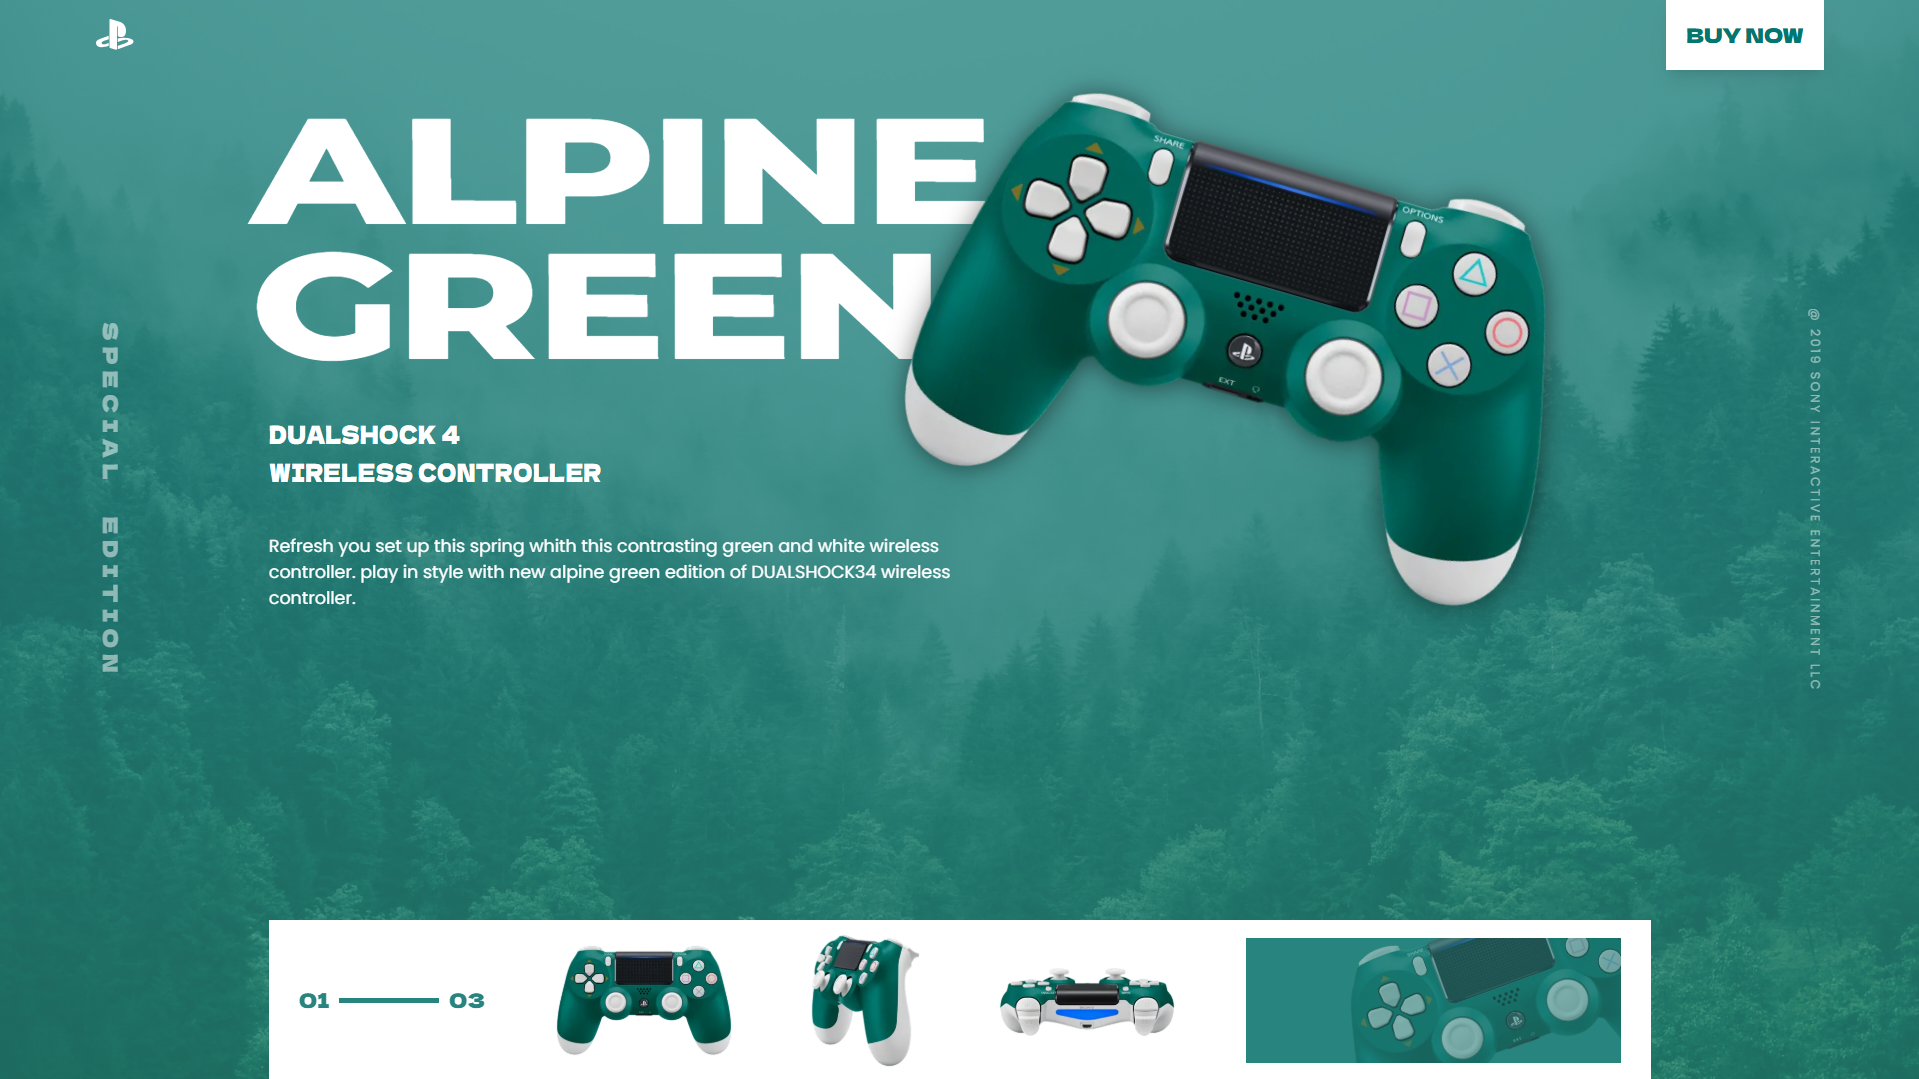 BUY NOW
ALPINE
GREEN
SHARE
OPTIONS
EXT
DUALSHOCK 4
WIRELESS CONTROLLER
Refresh you set up this spring whith this contrasting green and white wireless
controller. play in style with new alpine green edition of DUALSHOCK34 wireless
controller.
SPECIAL EDITION
@ 2019 SONY INTERACTIVE ENTERTAINMENT LLC
01
03